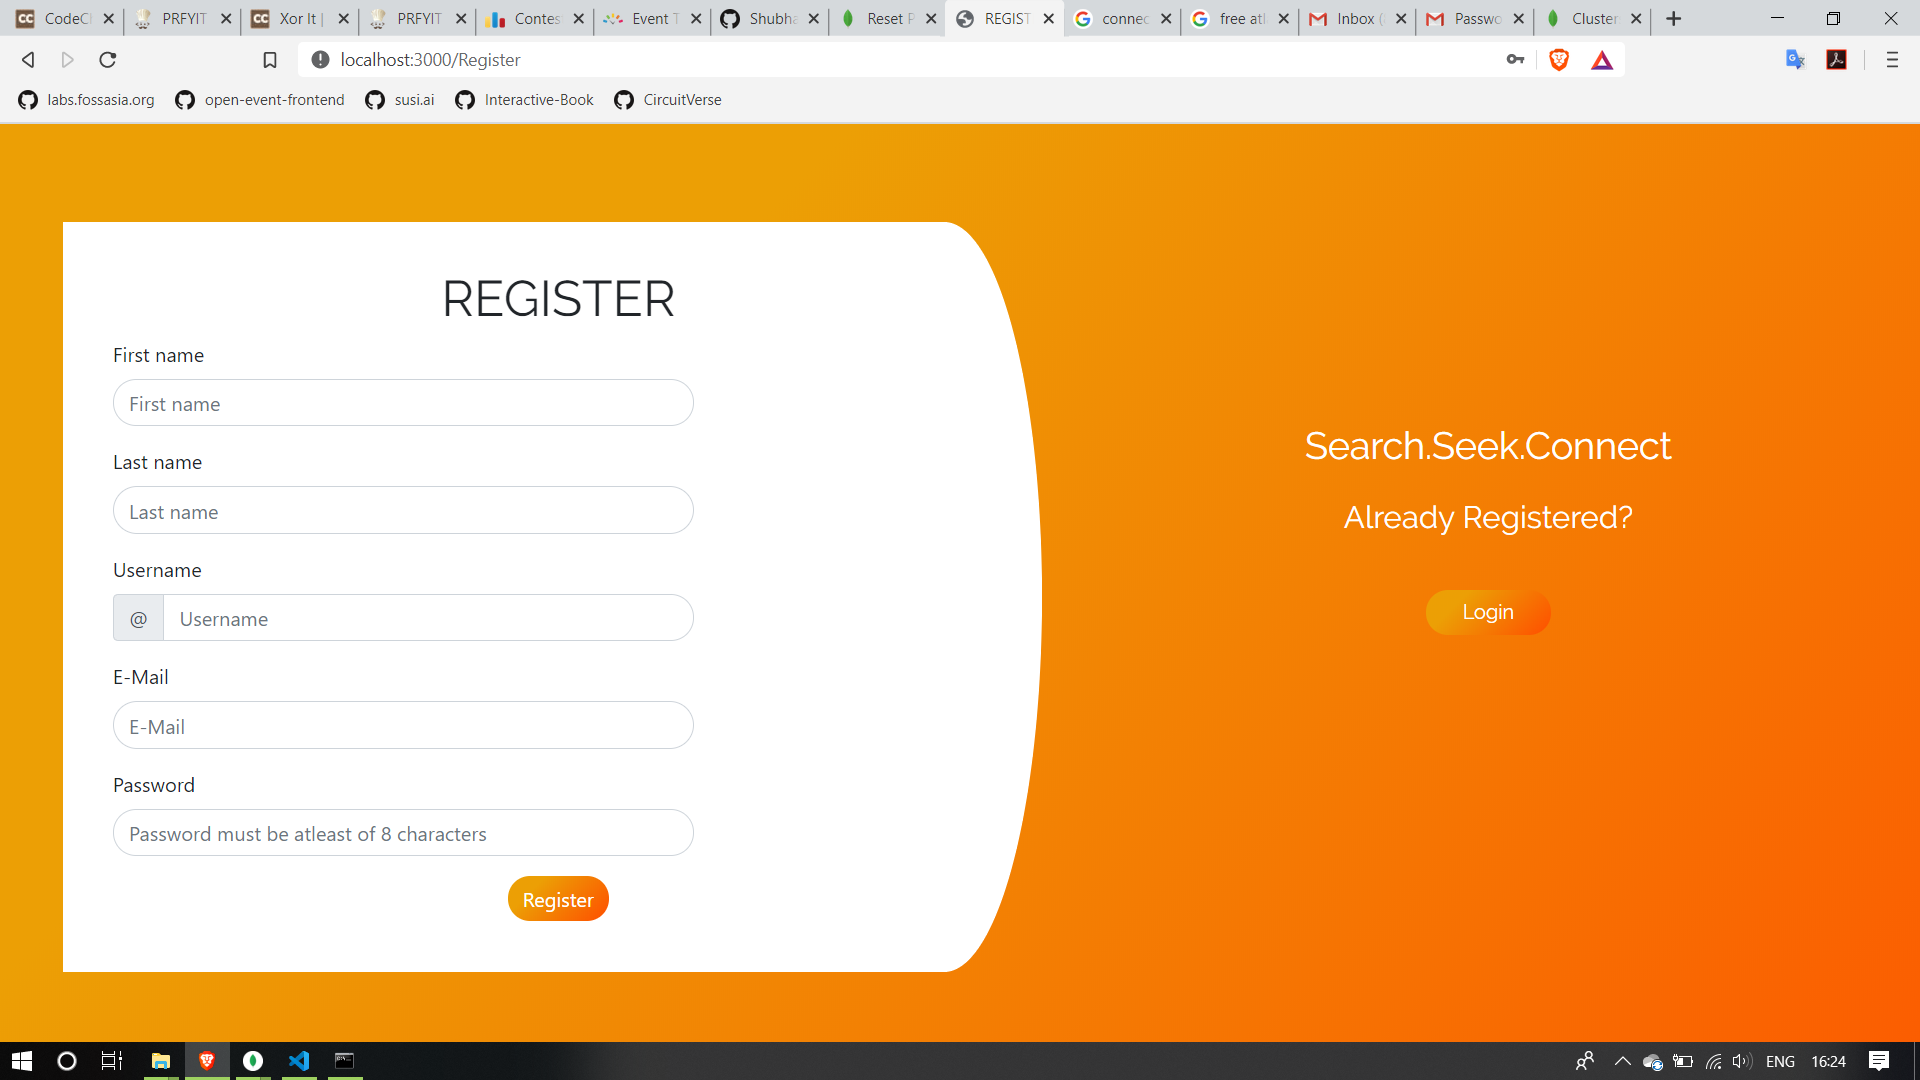 CodeC
PRFYIT
Xor It |
PRFYIT
Contes
Event T
Shubha
Reset P
REGIST
connec
free atl
Inbox (
Passwo
Cluster
localhost:3000/Register
labs.fossasia.org
open-event-frontend
susi.ai
Interactive-Book
CircuitVerse
REGISTER
First name
First name
Last name
Last name
Username
@ Username
E-Mail
E-Mail
Password
Password must be atleast of 8 characters
Register
Search.Seek.Connect
Already Registered?
Login
ENG 16:24